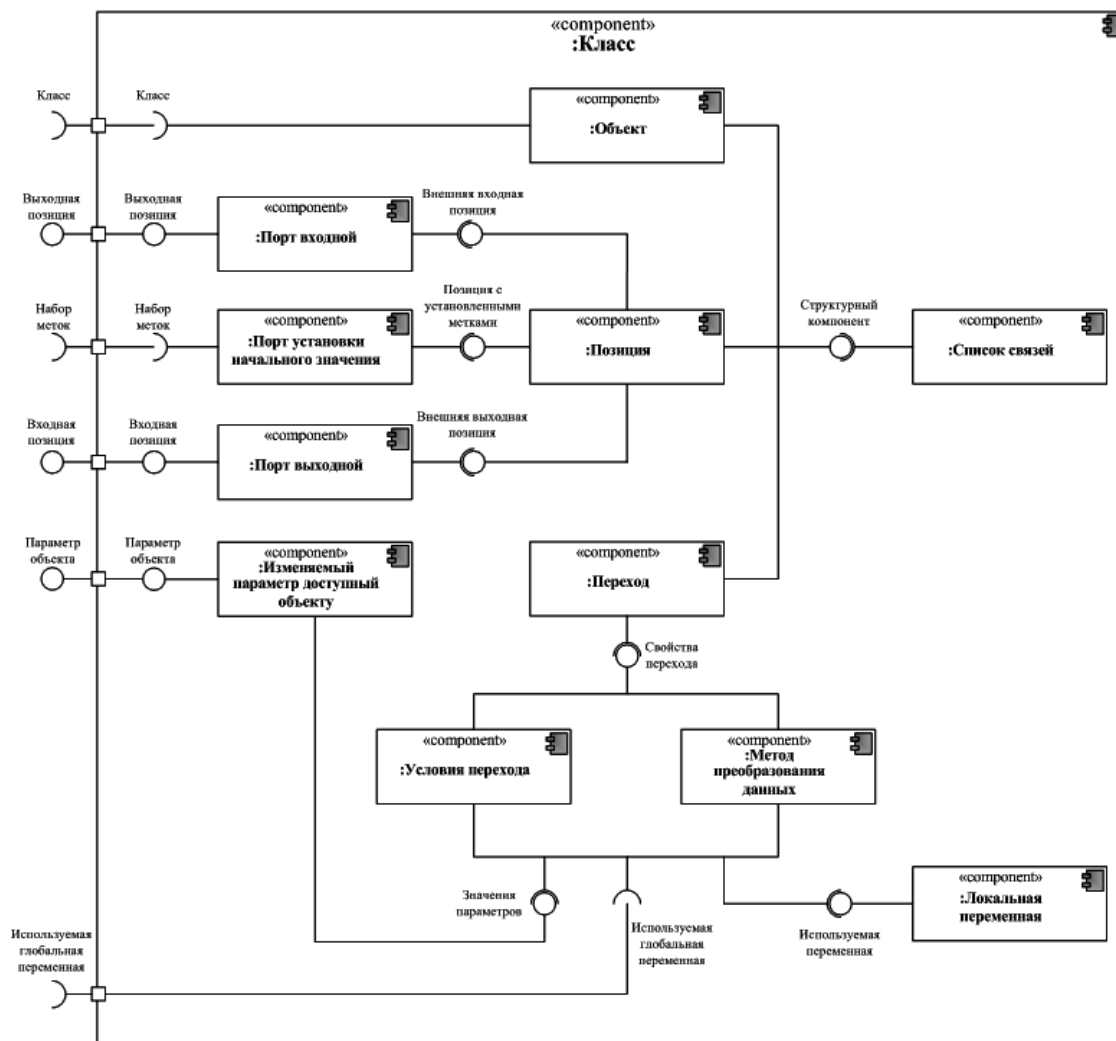 «component»
:Класс
Класс
Класс
«component»
:Объект
Выходная
позиция
Выходная
позиция
«component»
:Порт входной
Внешняя входная
позиция
Набор
меток
Набор
меток
«component»
:Порт установки
начального значения
Позиция с
установленными
метками
«component»
:Позиция
Структурный
компонент
«component»
:Список связей
Входная
позиция
Входная
позиция
«component»
:Порт выходной
Внешняя выходная
позиция
Параметр
объекта
Параметр
объекта
«component»
:Изменяемый
параметр доступный
объекту
«component»
:Переход
Свойства
перехода
«component»
:Условия перехода
«component»
:Метод
преобразования
данных
Значения
параметров
Используемая
глобальная
переменная
Используемая
переменная
«component»
:Локальная
переменная
Используемая
глобальная
переменная